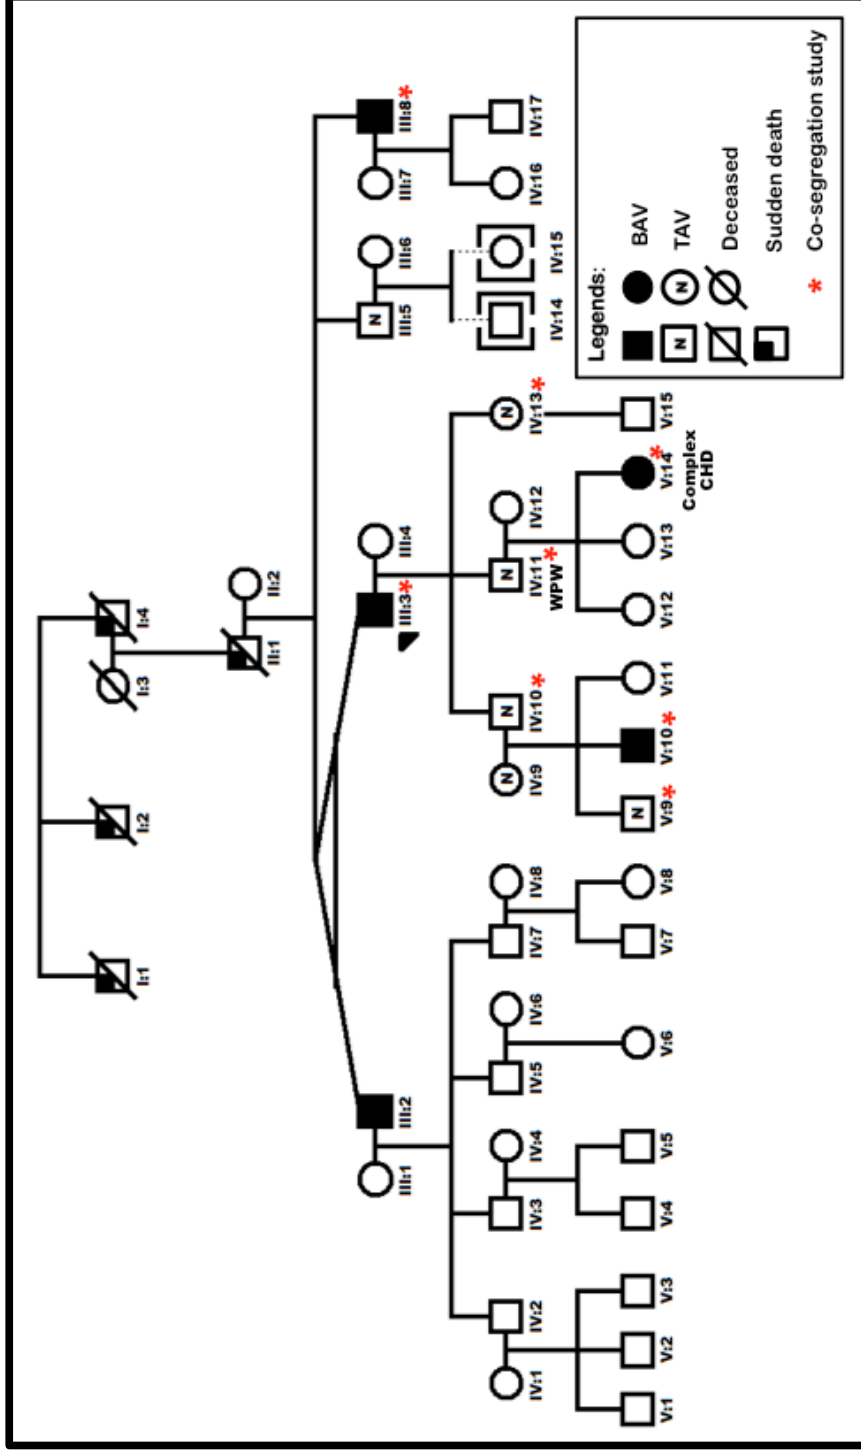 I:1 I:2 I:3 I:4
II:1 II:2
III:1 III:2 III:3* III:4 III:5 III:6 III:7 III:8*
IV:1 IV:2 IV:3 IV:4 IV:5 IV:6 IV:7 IV:8 IV:9 IV:10* IV:11 IV:12 IV:13* IV:14 IV:15 IV:16 IV:17
WPW*
N N N N N
V:1 V:2 V:3 V:4 V:5 V:6 V:7 V:8 V:9* V:10* V:11 V:12 V:13 V:14* V:15
N
Complex
CHD
Legends:
BAV
N N TAV
Deceased
Sudden death
* Co-segregation study